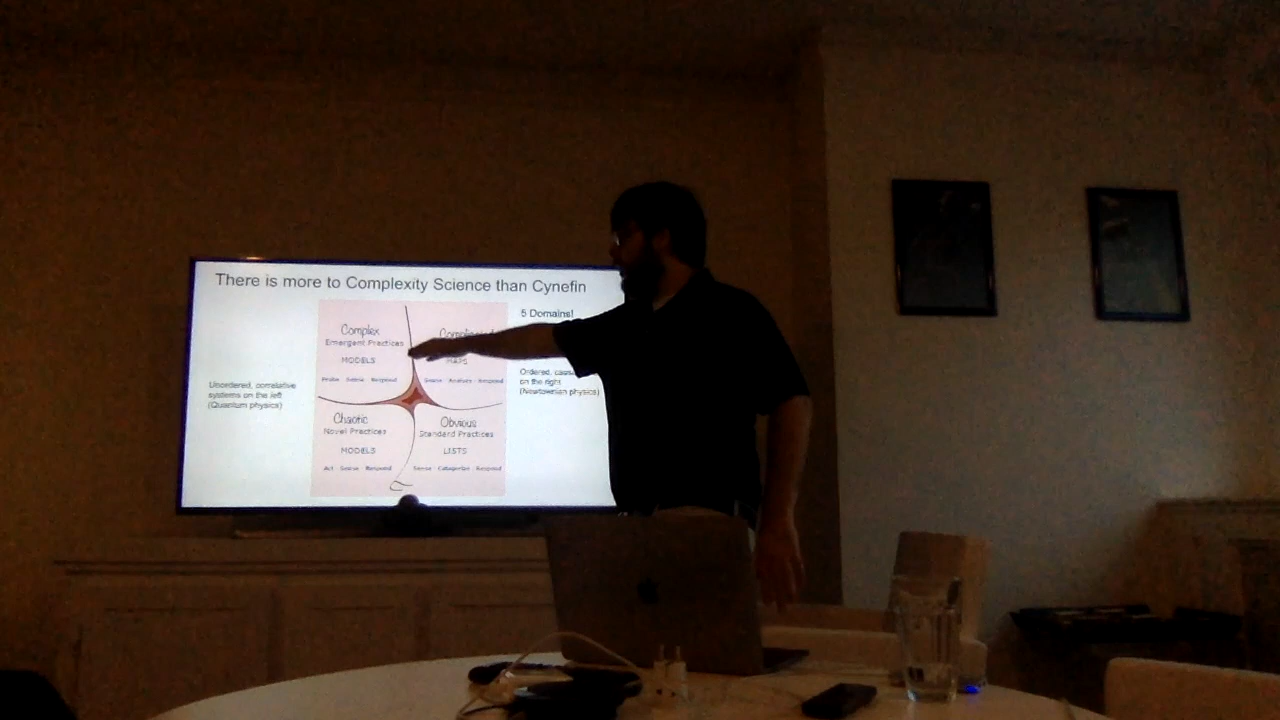 There is more to Complexity Science than Cynefin
5 Domains!
Complex
Emergent Practices
MODELS
Probe Sense Respond
Sense Analyze Respond
Ordered,
on the right
(Newtonian physics)
Unordered, correlative
systems on the left
(Quantum physics)
Chaotic
Novel Practices
MODELS
Act Sense Respond
Obvious
Standard Practices
LISTS
Sense Categorize Respond